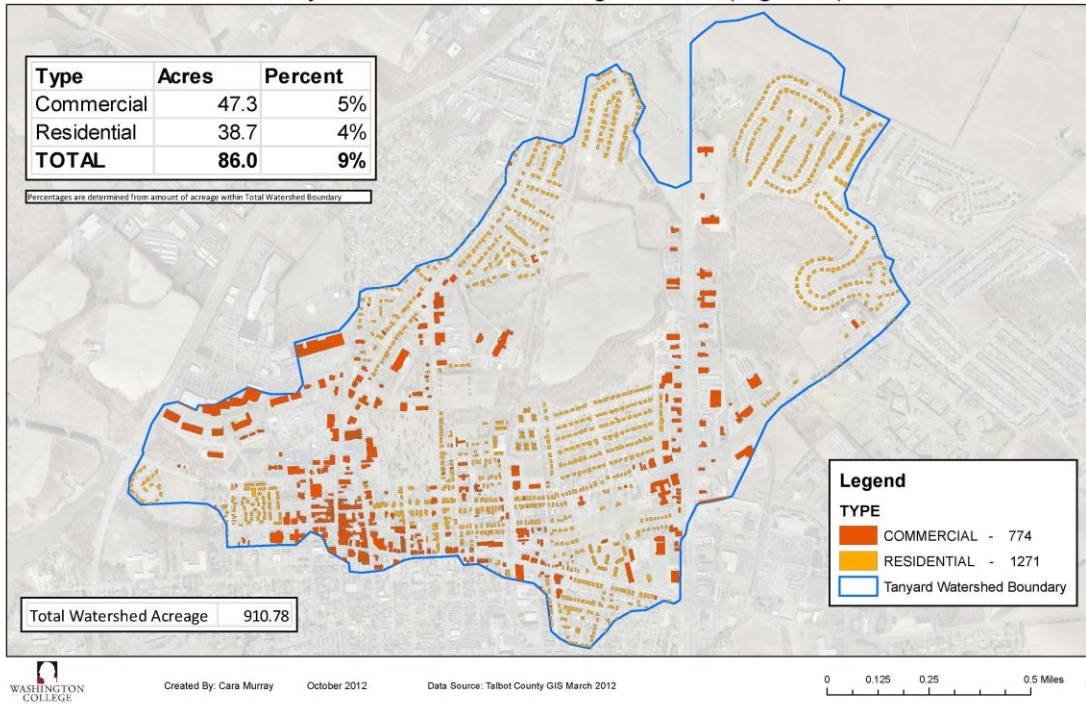 Type Acres Percent
Commercial 47.3 5%
Residential 38.7 4%
TOTAL 86.0 9%
Percentages are determined from amount of acreage within Total Watershed Boundary
Legend
TYPE
COMMERCIAL - 774
RESIDENTIAL - 1271
Tanyard Watershed Boundary
Total Watershed Acreage 910.78
WASHINGTON
COLLEGE
Created By: Cara Murray October 2012 Data Source: Talbot County GIS March 2012
0 0.125 0.25 0.5 Miles